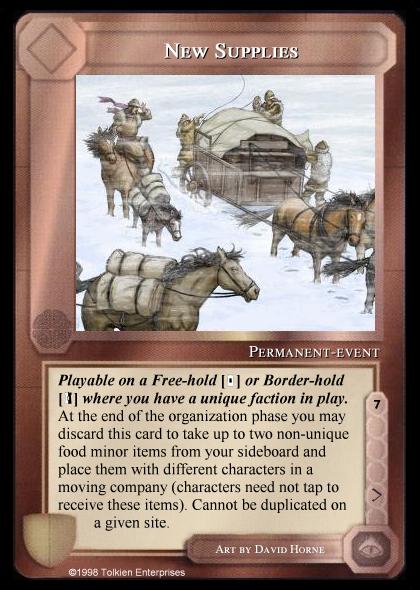 NEW SUPPLIES
PERMANENT-EVENT
Playable on a Free-hold [▪] or Border-hold
[▪] where you have a unique faction in play.
At the end of the organization phase you may
discard this card to take up to two non-unique
food minor items from your sideboard and
place them with different characters in a
moving company (characters need not tap to
receive these items). Cannot be duplicated on
a given site.
7
ART BY DAVID HORNE
©1998 Tolkien Enterprises